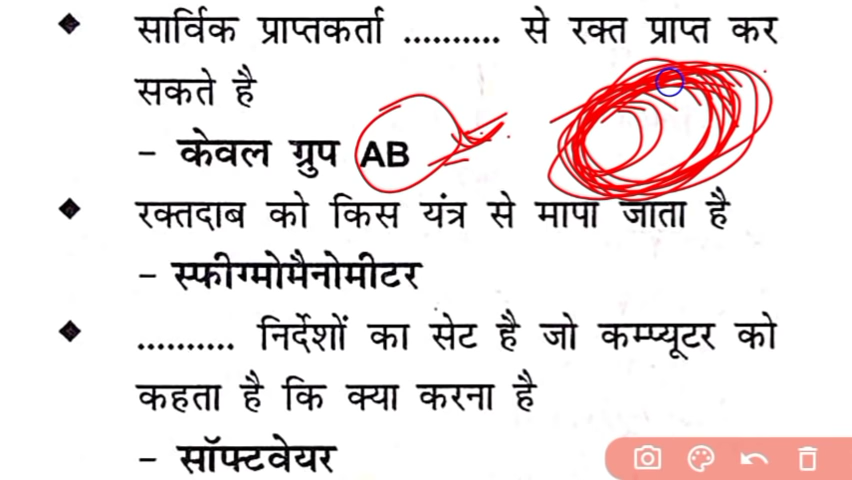 ❖ सार्विक प्राप्तकर्ता .......... से रक्त प्राप्त कर
सकते है
– केवल ग्रुप AB
❖ रक्तदाब को किस यंत्र से मापा जाता है
– स्फीग्मोमैनोमीटर
❖ .......... निर्देशों का सेट है जो कम्प्यूटर को
कहता है कि क्या करना है
– सॉफ्टवेयर